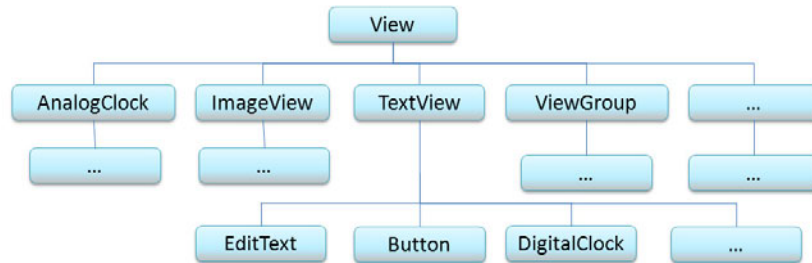 View
AnalogClock
ImageView
TextView
ViewGroup
...
...
...
...
...
EditText
Button
DigitalClock
...